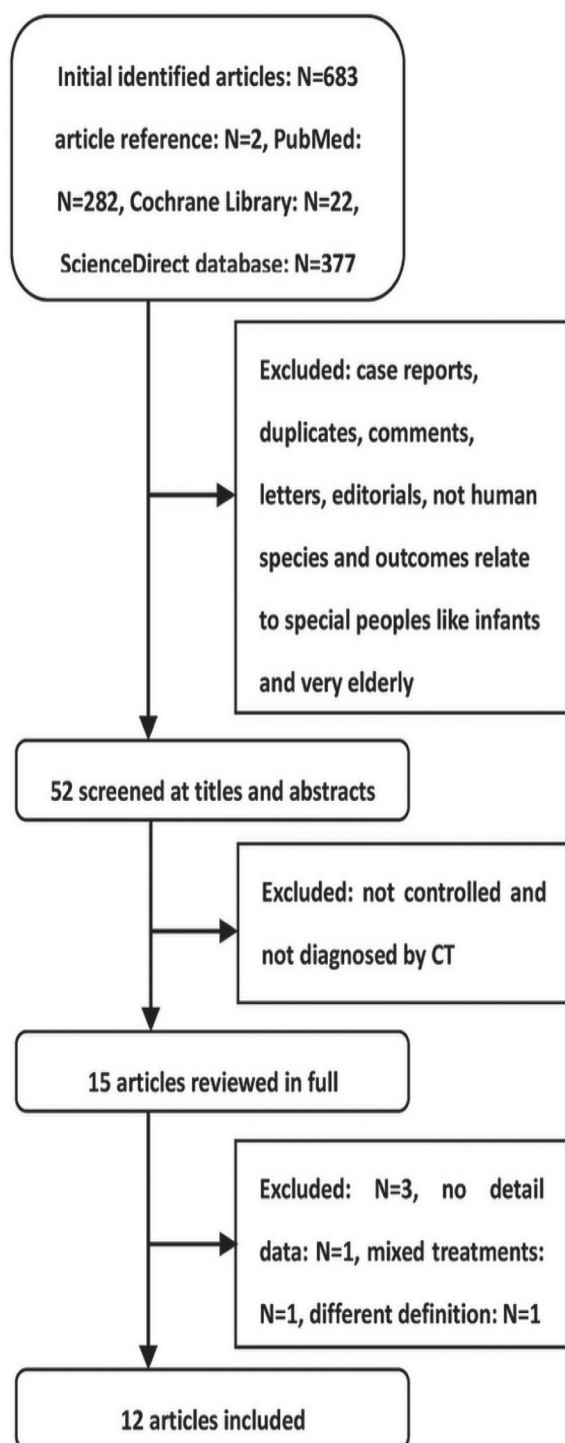 Initial identified articles: N=683
article reference: N=2, PubMed:
N=282, Cochrane Library: N=22,
ScienceDirect database: N=377
Excluded: case reports,
duplicates, comments,
letters, editorials, not human
species and outcomes relate
to special peoples like infants
and very elderly
52 screened at titles and abstracts
Excluded: not controlled and
not diagnosed by CT
15 articles reviewed in full
Excluded: N=3, no detail
data: N=1, mixed treatments:
N=1, different definition: N=1
12 articles included